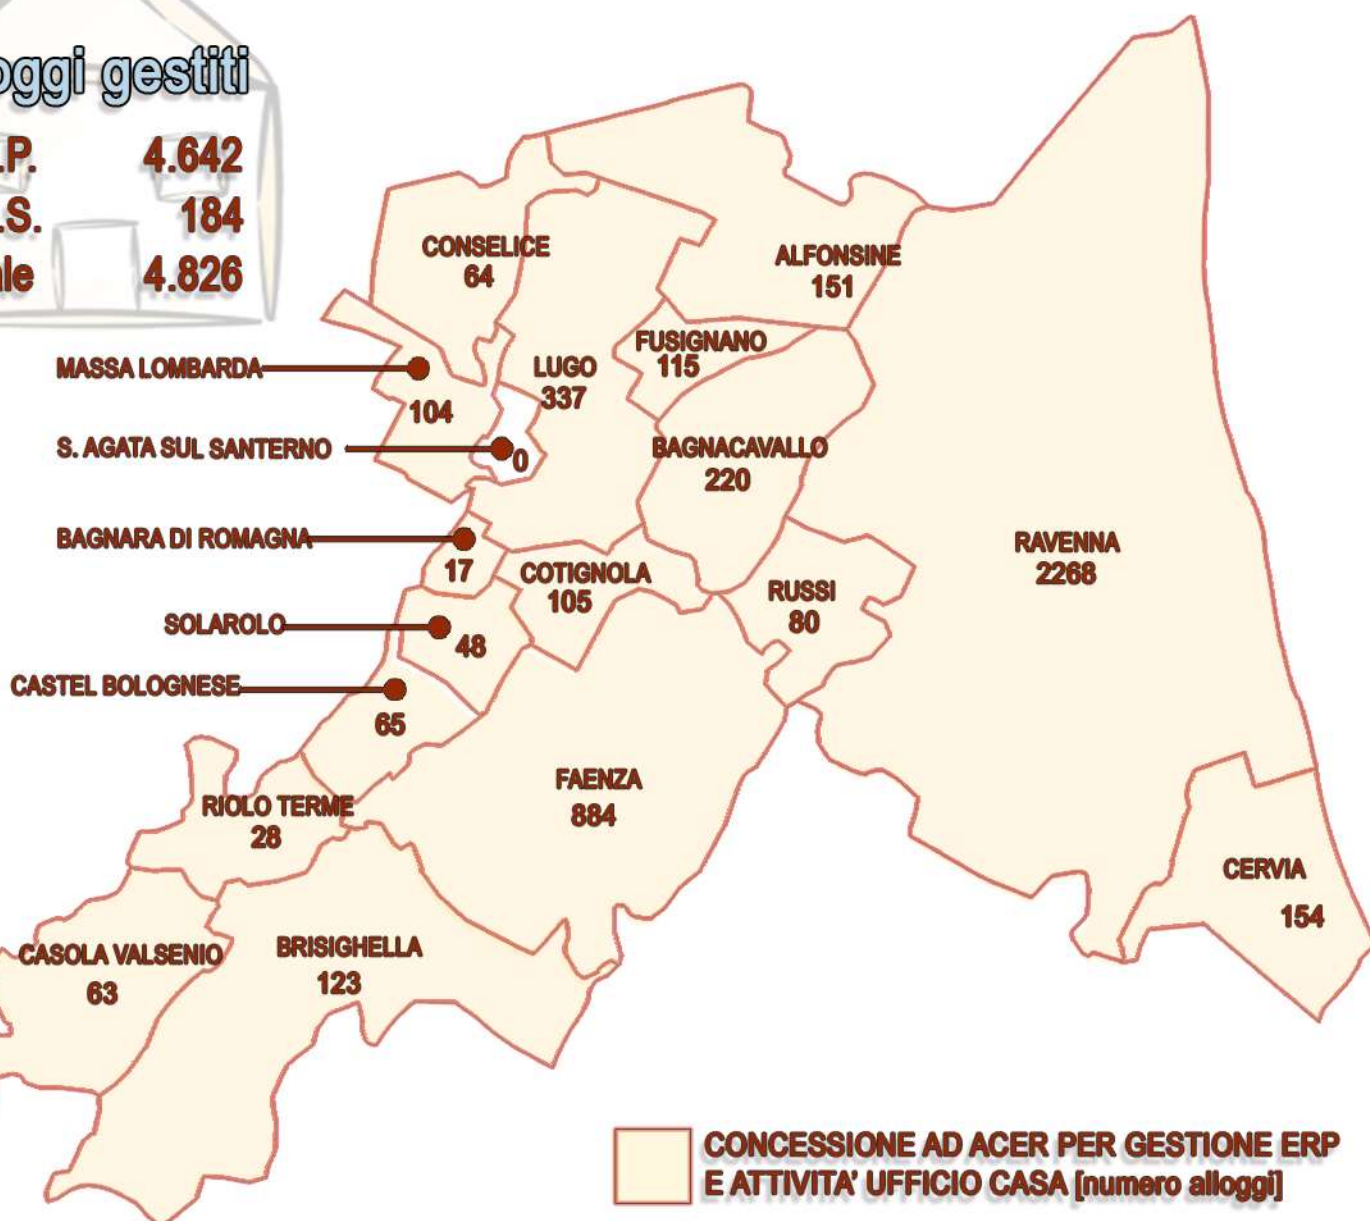 oggi gestiti
.P. 4.642
.S. 184
ale 4.826
CONSELICE
64
ALFONSINE
151
MASSA LOMBARDA
104
LUGO
337
FUSIGNANO
115
S. AGATA SUL SANTERNO
0
BAGNACAVALLO
220
BAGNARA DI ROMAGNA
17
COTIGNOLA
105
RUSSI
80
RAVENNA
2268
SOLAROLO
48
CASTEL BOLOGNESE
65
RIOLO TERME
28
FAENZA
884
CERVIA
154
CASOLA VALSENIO
63
BRISIGHELLA
123
CONCESSIONE AD ACER PER GESTIONE ERP
E ATTIVITA' UFFICIO CASA [numero alloggi]